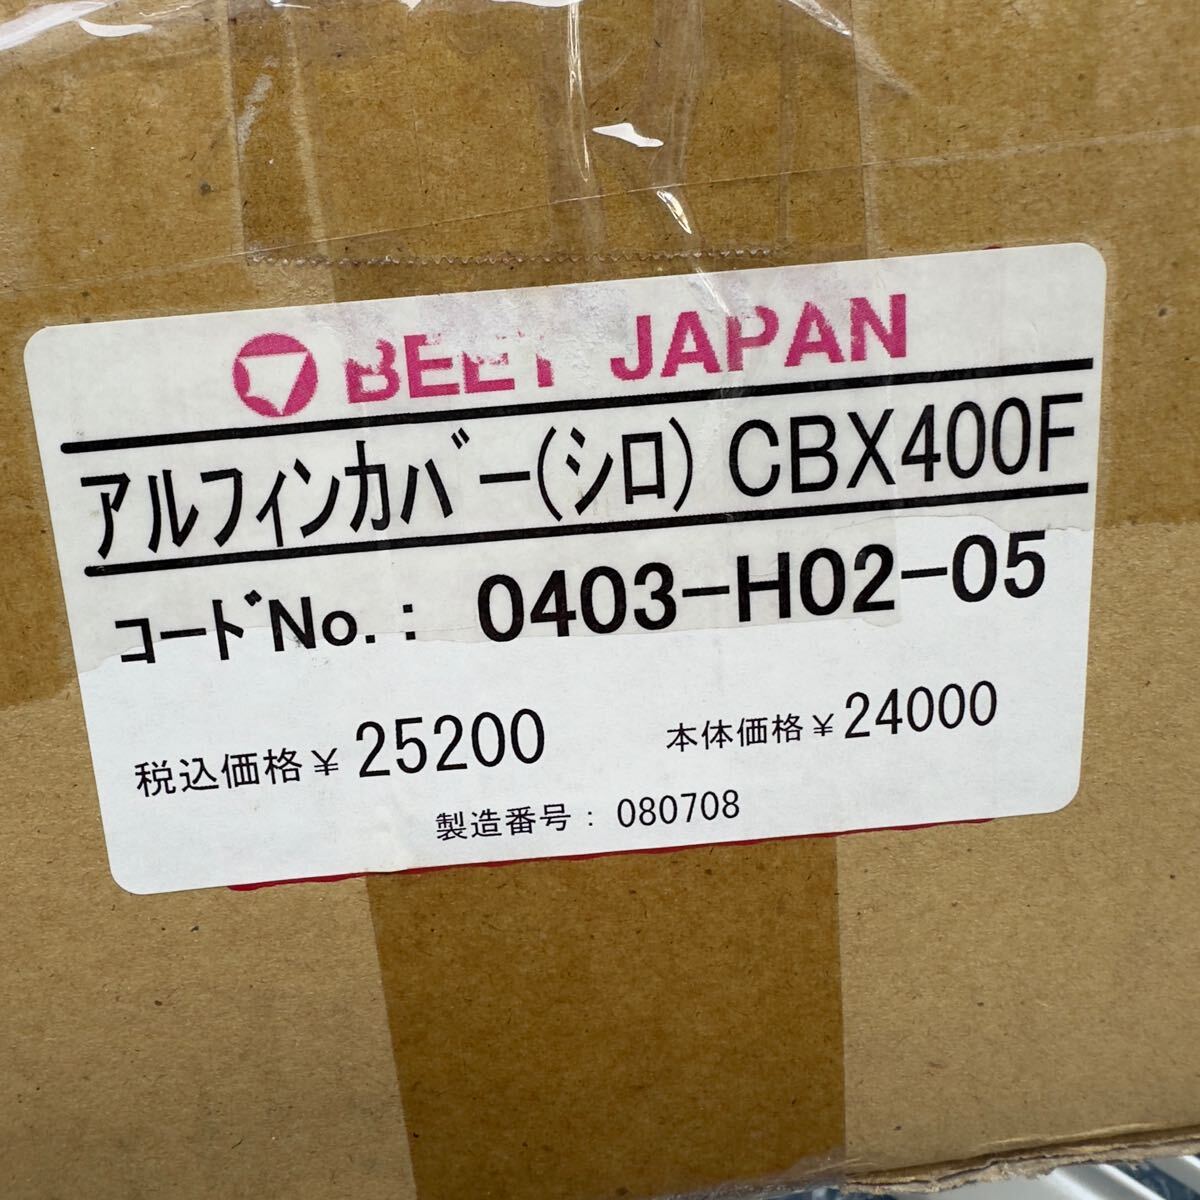 BEET JAPAN
アルフィンカバー(シロ) CBX400F
コードNo.: 0403-H02-05
税込価格¥ 25200 本体価格¥ 24000
製造番号: 080708